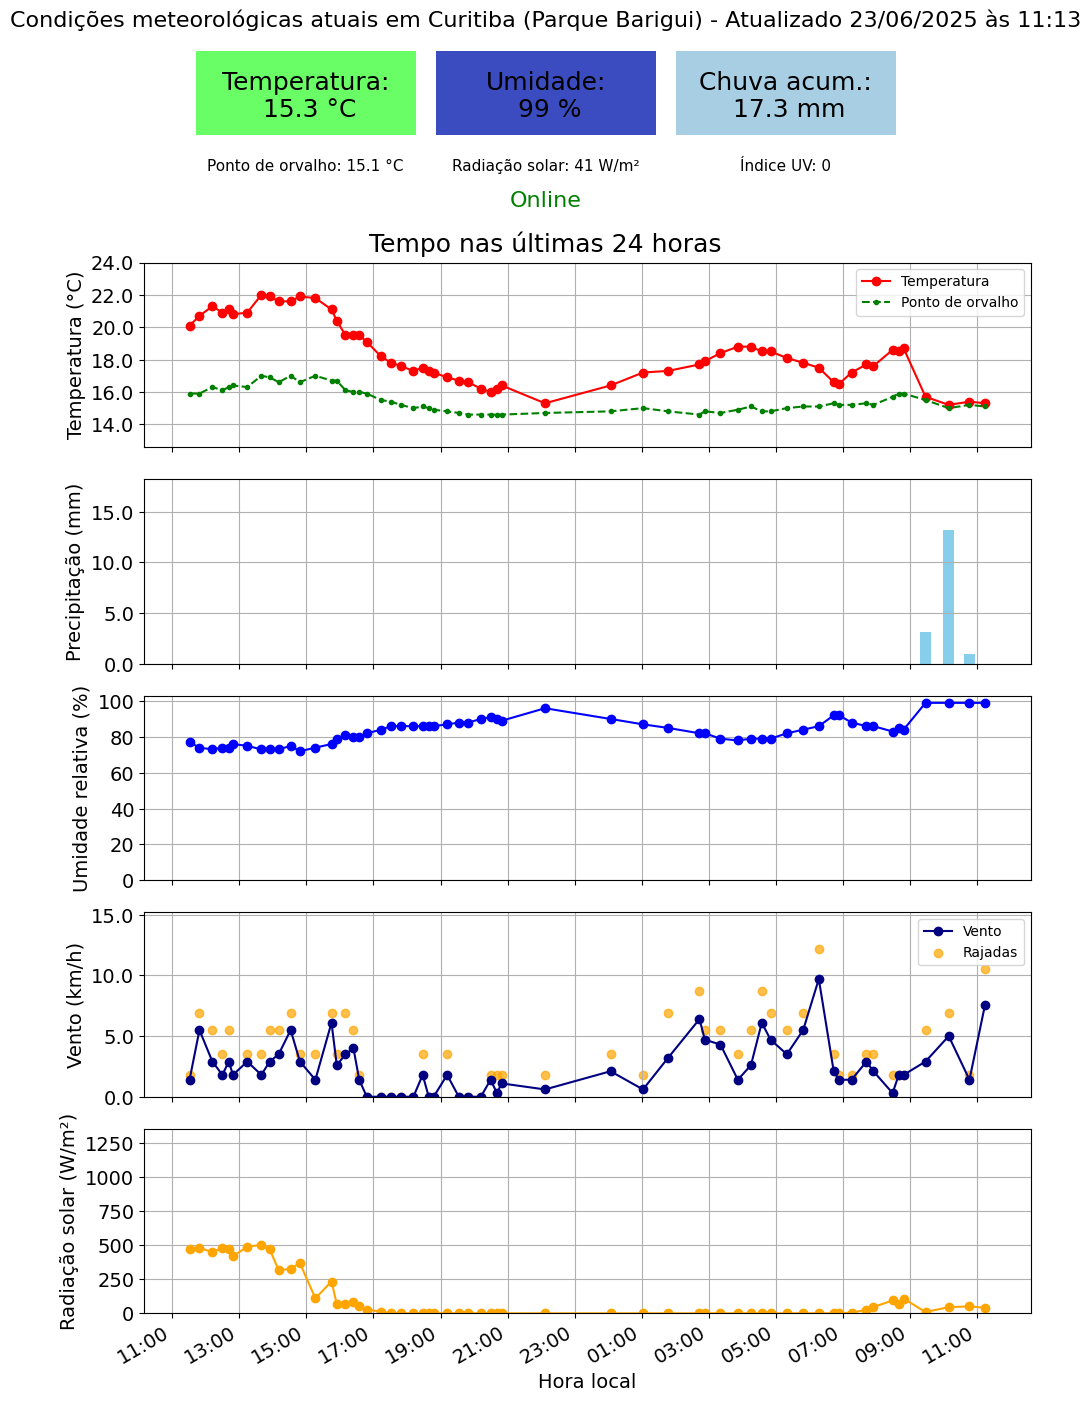 Condições meteorológicas atuais em Curitiba (Parque Barigui) - Atualizado 23/06/2025 às 11:13
Temperatura:
15.3 °C
Umidade:
99 %
Chuva acum.:
17.3 mm
Ponto de orvalho: 15.1 °C
Radiação solar: 41 W/m²
Índice UV: 0
Online
Tempo nas últimas 24 horas
Temperatura (°C)
24.0
22.0
20.0
18.0
16.0
14.0
Temperatura
Ponto de orvalho
Precipitação (mm)
15.0
10.0
5.0
0.0
Umidade relativa (%)
100
80
60
40
20
0
Vento (km/h)
15.0
10.0
5.0
0.0
Vento
Rajadas
Radiação solar (W/m²)
1250
1000
750
500
250
0
11:00 13:00 15:00 17:00 19:00 21:00 23:00 01:00 03:00 05:00 07:00 09:00 11:00
Hora local